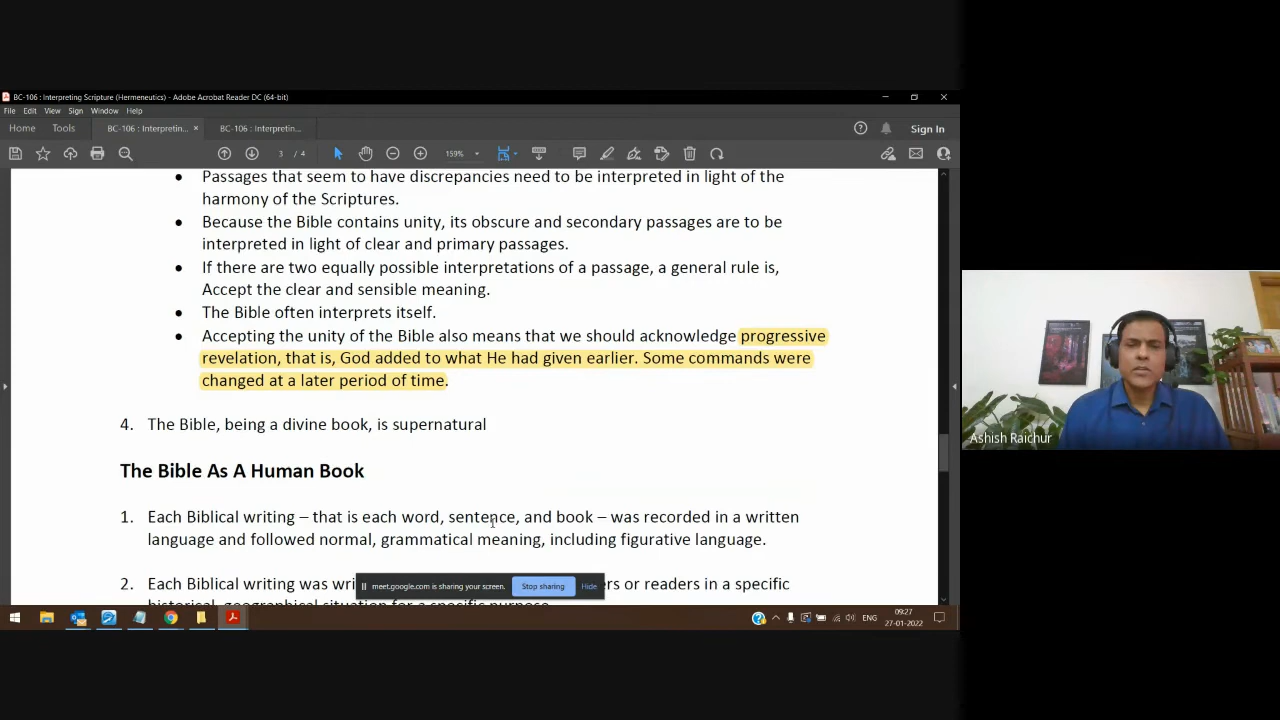 BC-106 : Interpreting Scripture (Hermeneutics) - Adobe Acrobat Reader DC (64-bit)
File Edit View Sign Window Help
Home Tools BC-106 : Interpretin... × BC-106 : Interpretin... Sign In
3 / 4 159%
• Passages that seem to have discrepancies need to be interpreted in light of the
harmony of the Scriptures.
• Because the Bible contains unity, its obscure and secondary passages are to be
interpreted in light of clear and primary passages.
• If there are two equally possible interpretations of a passage, a general rule is,
Accept the clear and sensible meaning.
• The Bible often interprets itself.
• Accepting the unity of the Bible also means that we should acknowledge progressive
revelation, that is, God added to what He had given earlier. Some commands were
changed at a later period of time.
4. The Bible, being a divine book, is supernatural
The Bible As A Human Book
1. Each Biblical writing – that is each word, sentence, and book – was recorded in a written
language and followed normal, grammatical meaning, including figurative language.
2. Each Biblical writing was wri rs or readers in a specific
meet.google.com is sharing your screen. Stop sharing Hide
ENG 09:27
27-01-2022
Ashish Raichur